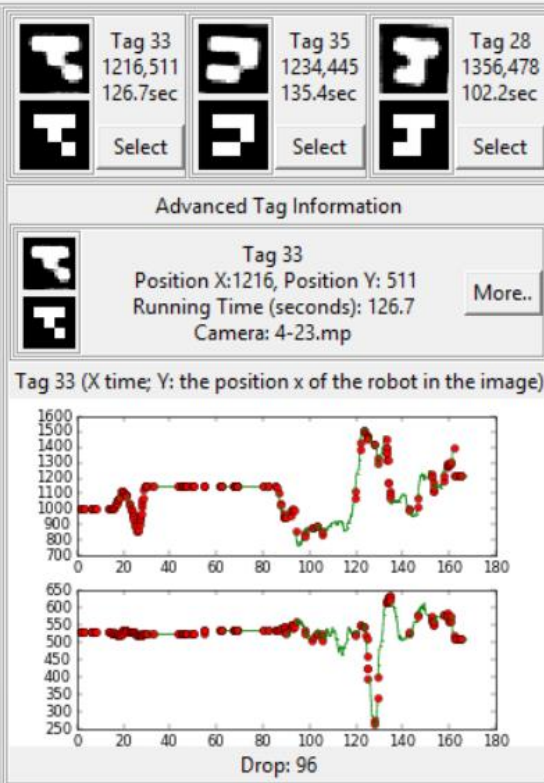 Tag 33
1216,511
126.7sec
Select
Tag 35
1234,445
135.4sec
Select
Tag 28
1356,478
102.2sec
Select
Advanced Tag Information
Tag 33
Position X:1216, Position Y: 511
Running Time (seconds): 126.7
Camera: 4-23.mp
More..
Tag 33 (X time; Y: the position x of the robot in the image)
1600
1500
1400
1300
1200
1100
1000
900
800
700
0 20 40 60 80 100 120 140 160 180
650
600
550
500
450
400
350
300
250
0 20 40 60 80 100 120 140 160 180
Drop: 96